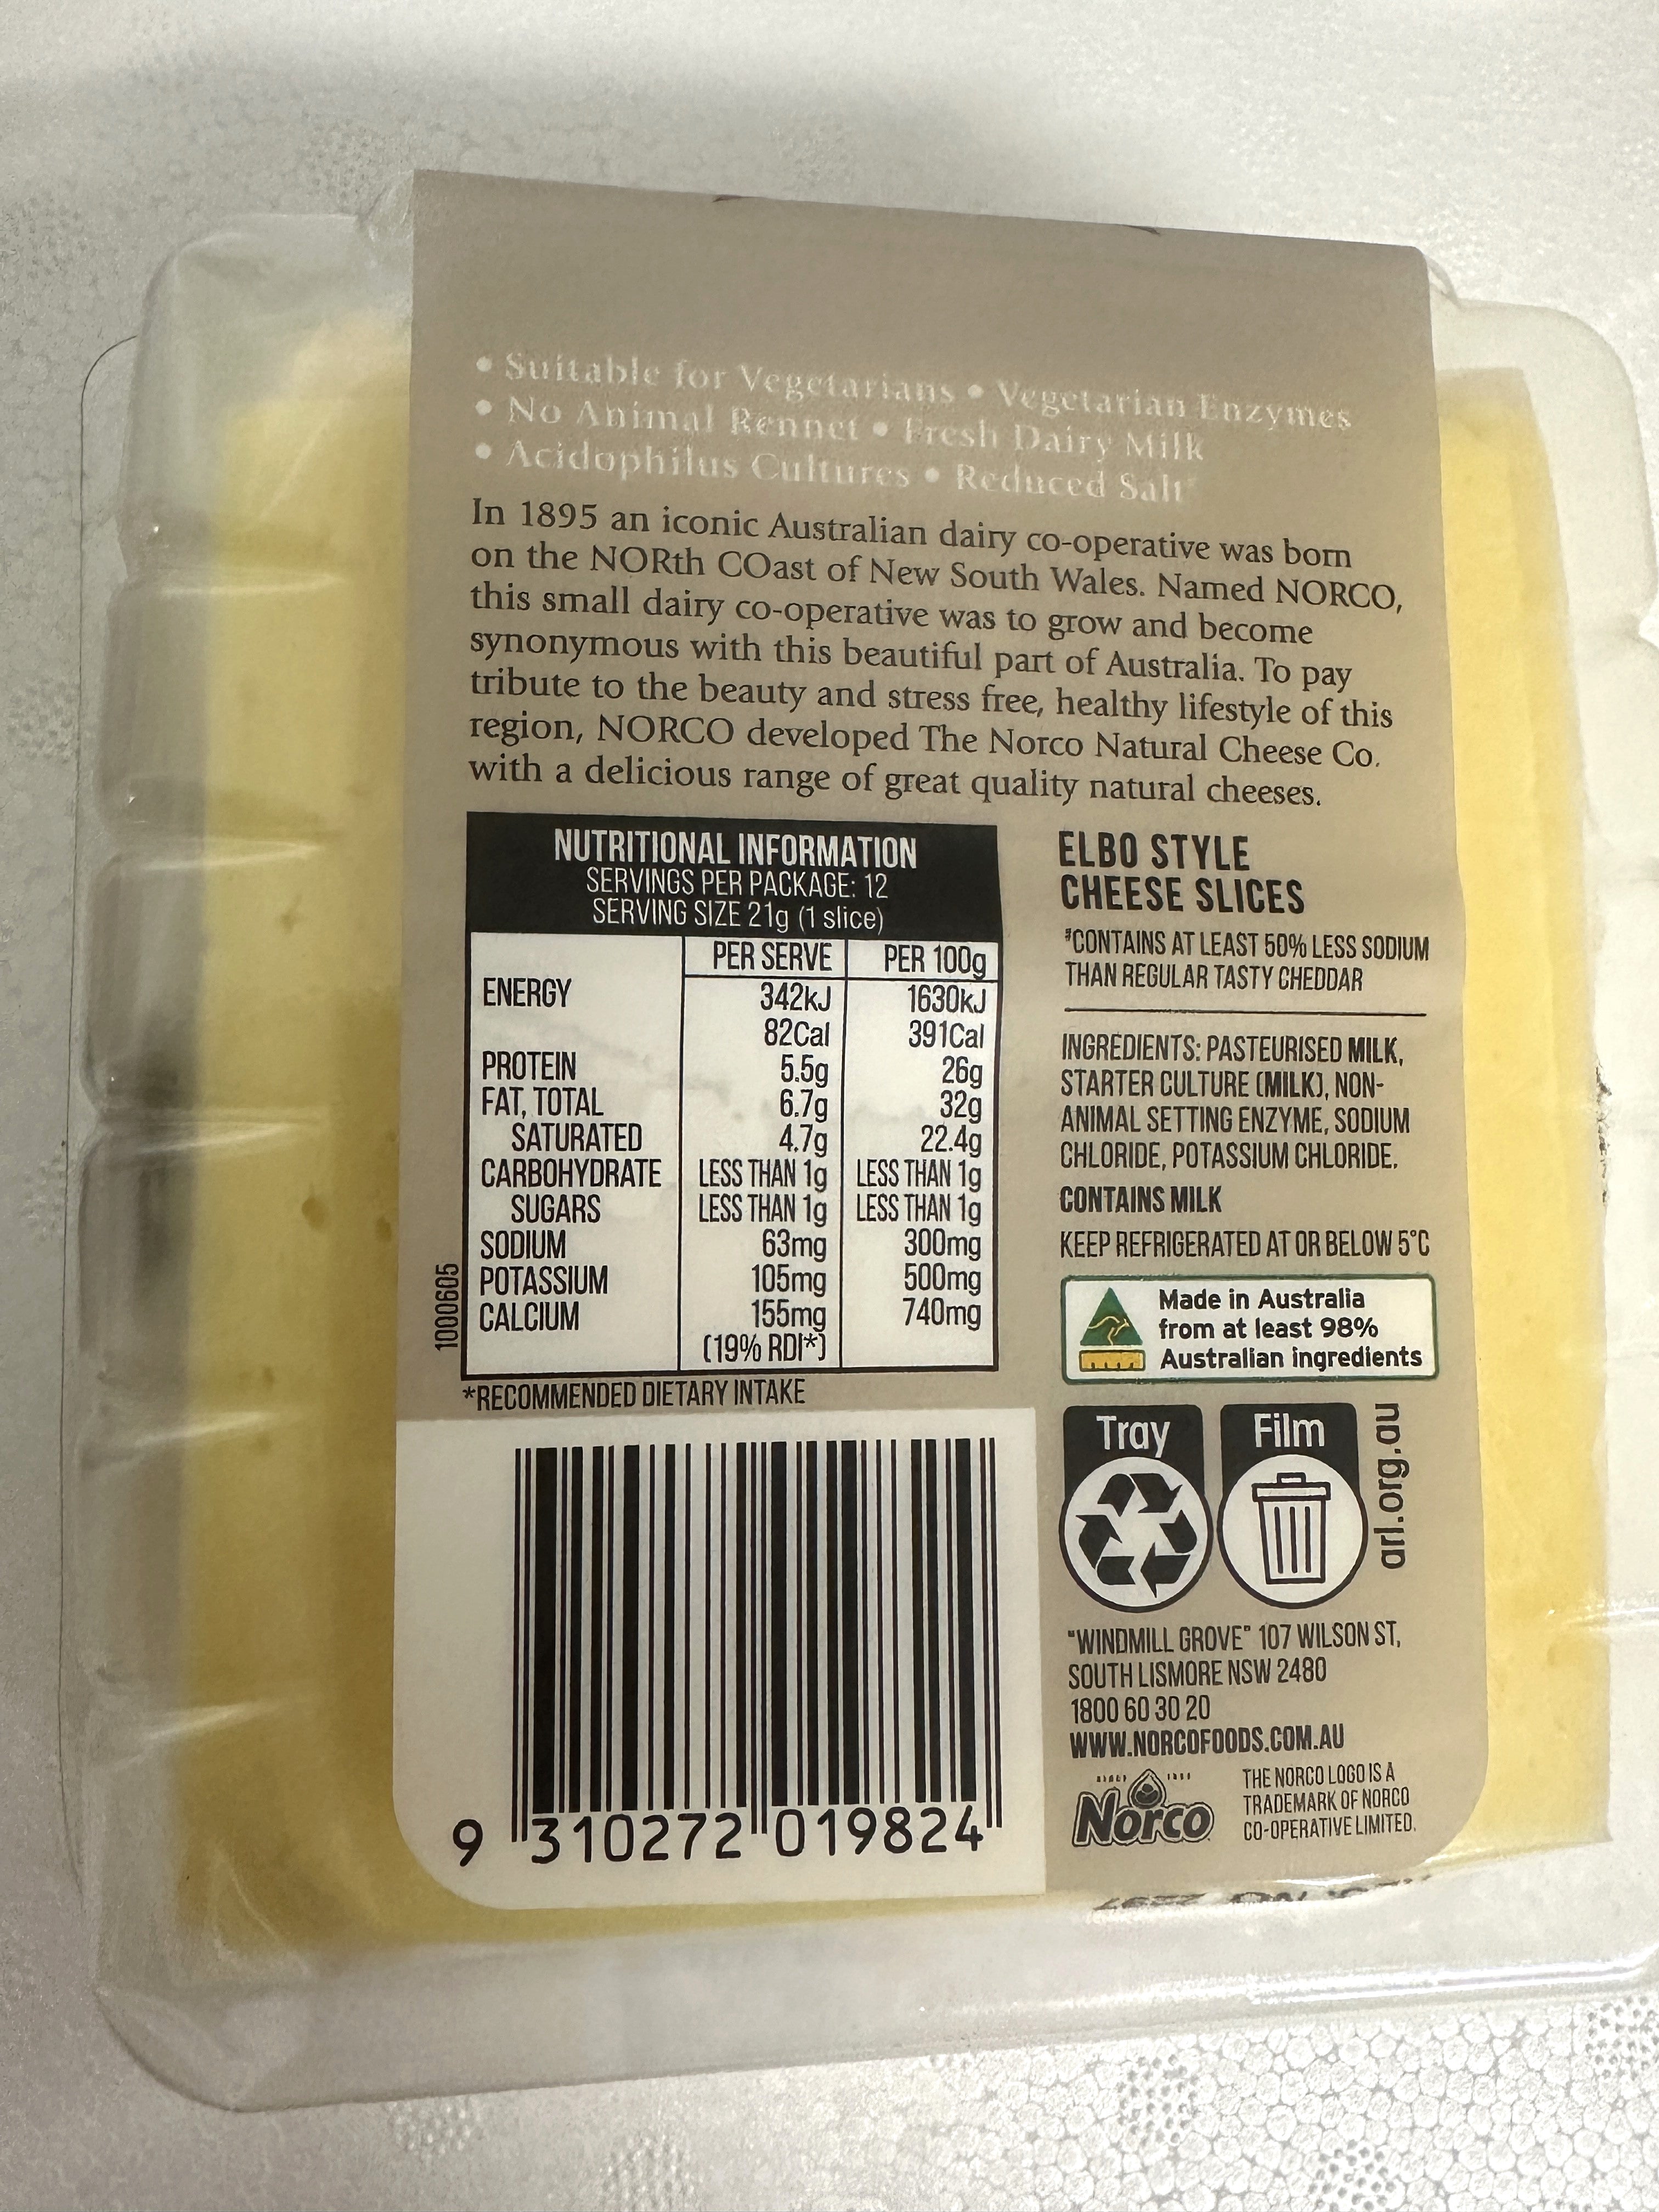 • Suitable for Vegetarians • Vegetarian Enzymes
• No Animal Rennet • Fresh Dairy Milk
• Acidophilus Cultures • Reduced Salt#
In 1895 an iconic Australian dairy co-operative was born
on the NORth COast of New South Wales. Named NORCO,
this small dairy co-operative was to grow and become
synonymous with this beautiful part of Australia. To pay
tribute to the beauty and stress free, healthy lifestyle of this
region, NORCO developed The Norco Natural Cheese Co.
with a delicious range of great quality natural cheeses.
NUTRITIONAL INFORMATION
SERVINGS PER PACKAGE: 12
SERVING SIZE 21g (1 slice)
PER SERVE PER 100g
ENERGY 342kJ 1630kJ
82Cal 391Cal
PROTEIN 5.5g 26g
FAT, TOTAL 6.7g 32g
SATURATED 4.7g 22.4g
CARBOHYDRATE LESS THAN 1g LESS THAN 1g
SUGARS LESS THAN 1g LESS THAN 1g
SODIUM 63mg 300mg
POTASSIUM 105mg 500mg
CALCIUM 155mg 740mg
(19% RDI*)
*RECOMMENDED DIETARY INTAKE
1000605
9 310272 019824
ELBO STYLE
CHEESE SLICES
#CONTAINS AT LEAST 50% LESS SODIUM
THAN REGULAR TASTY CHEDDAR
INGREDIENTS: PASTEURISED MILK,
STARTER CULTURE (MILK), NON-
ANIMAL SETTING ENZYME, SODIUM
CHLORIDE, POTASSIUM CHLORIDE.
CONTAINS MILK
KEEP REFRIGERATED AT OR BELOW 5°C
Made in Australia
from at least 98%
Australian ingredients
Tray Film
arl.org.au
"WINDMILL GROVE" 107 WILSON ST,
SOUTH LISMORE NSW 2480
1800 60 30 20
WWW.NORCOFOODS.COM.AU
SINCE 1895
Norco
THE NORCO LOGO IS A
TRADEMARK OF NORCO
CO-OPERATIVE LIMITED.